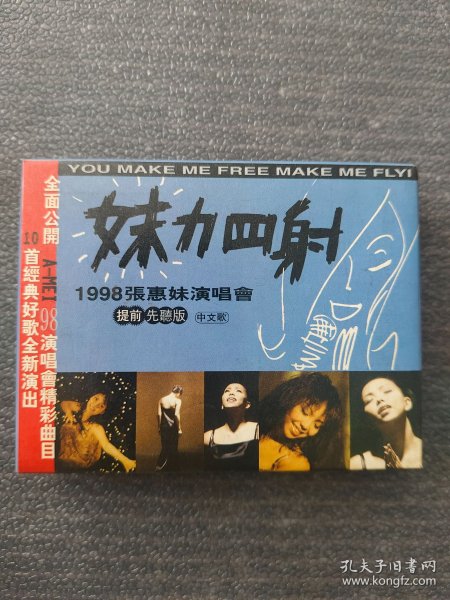 YOU MAKE ME FREE MAKE ME FLY!
妹力四射
1998張惠妹演唱會
提前 先聽版 中文歌
全面公開 A-MEI 98演唱會精彩曲目
10首經典好歌全新演出
孔夫子旧书网
www.kongfz.com